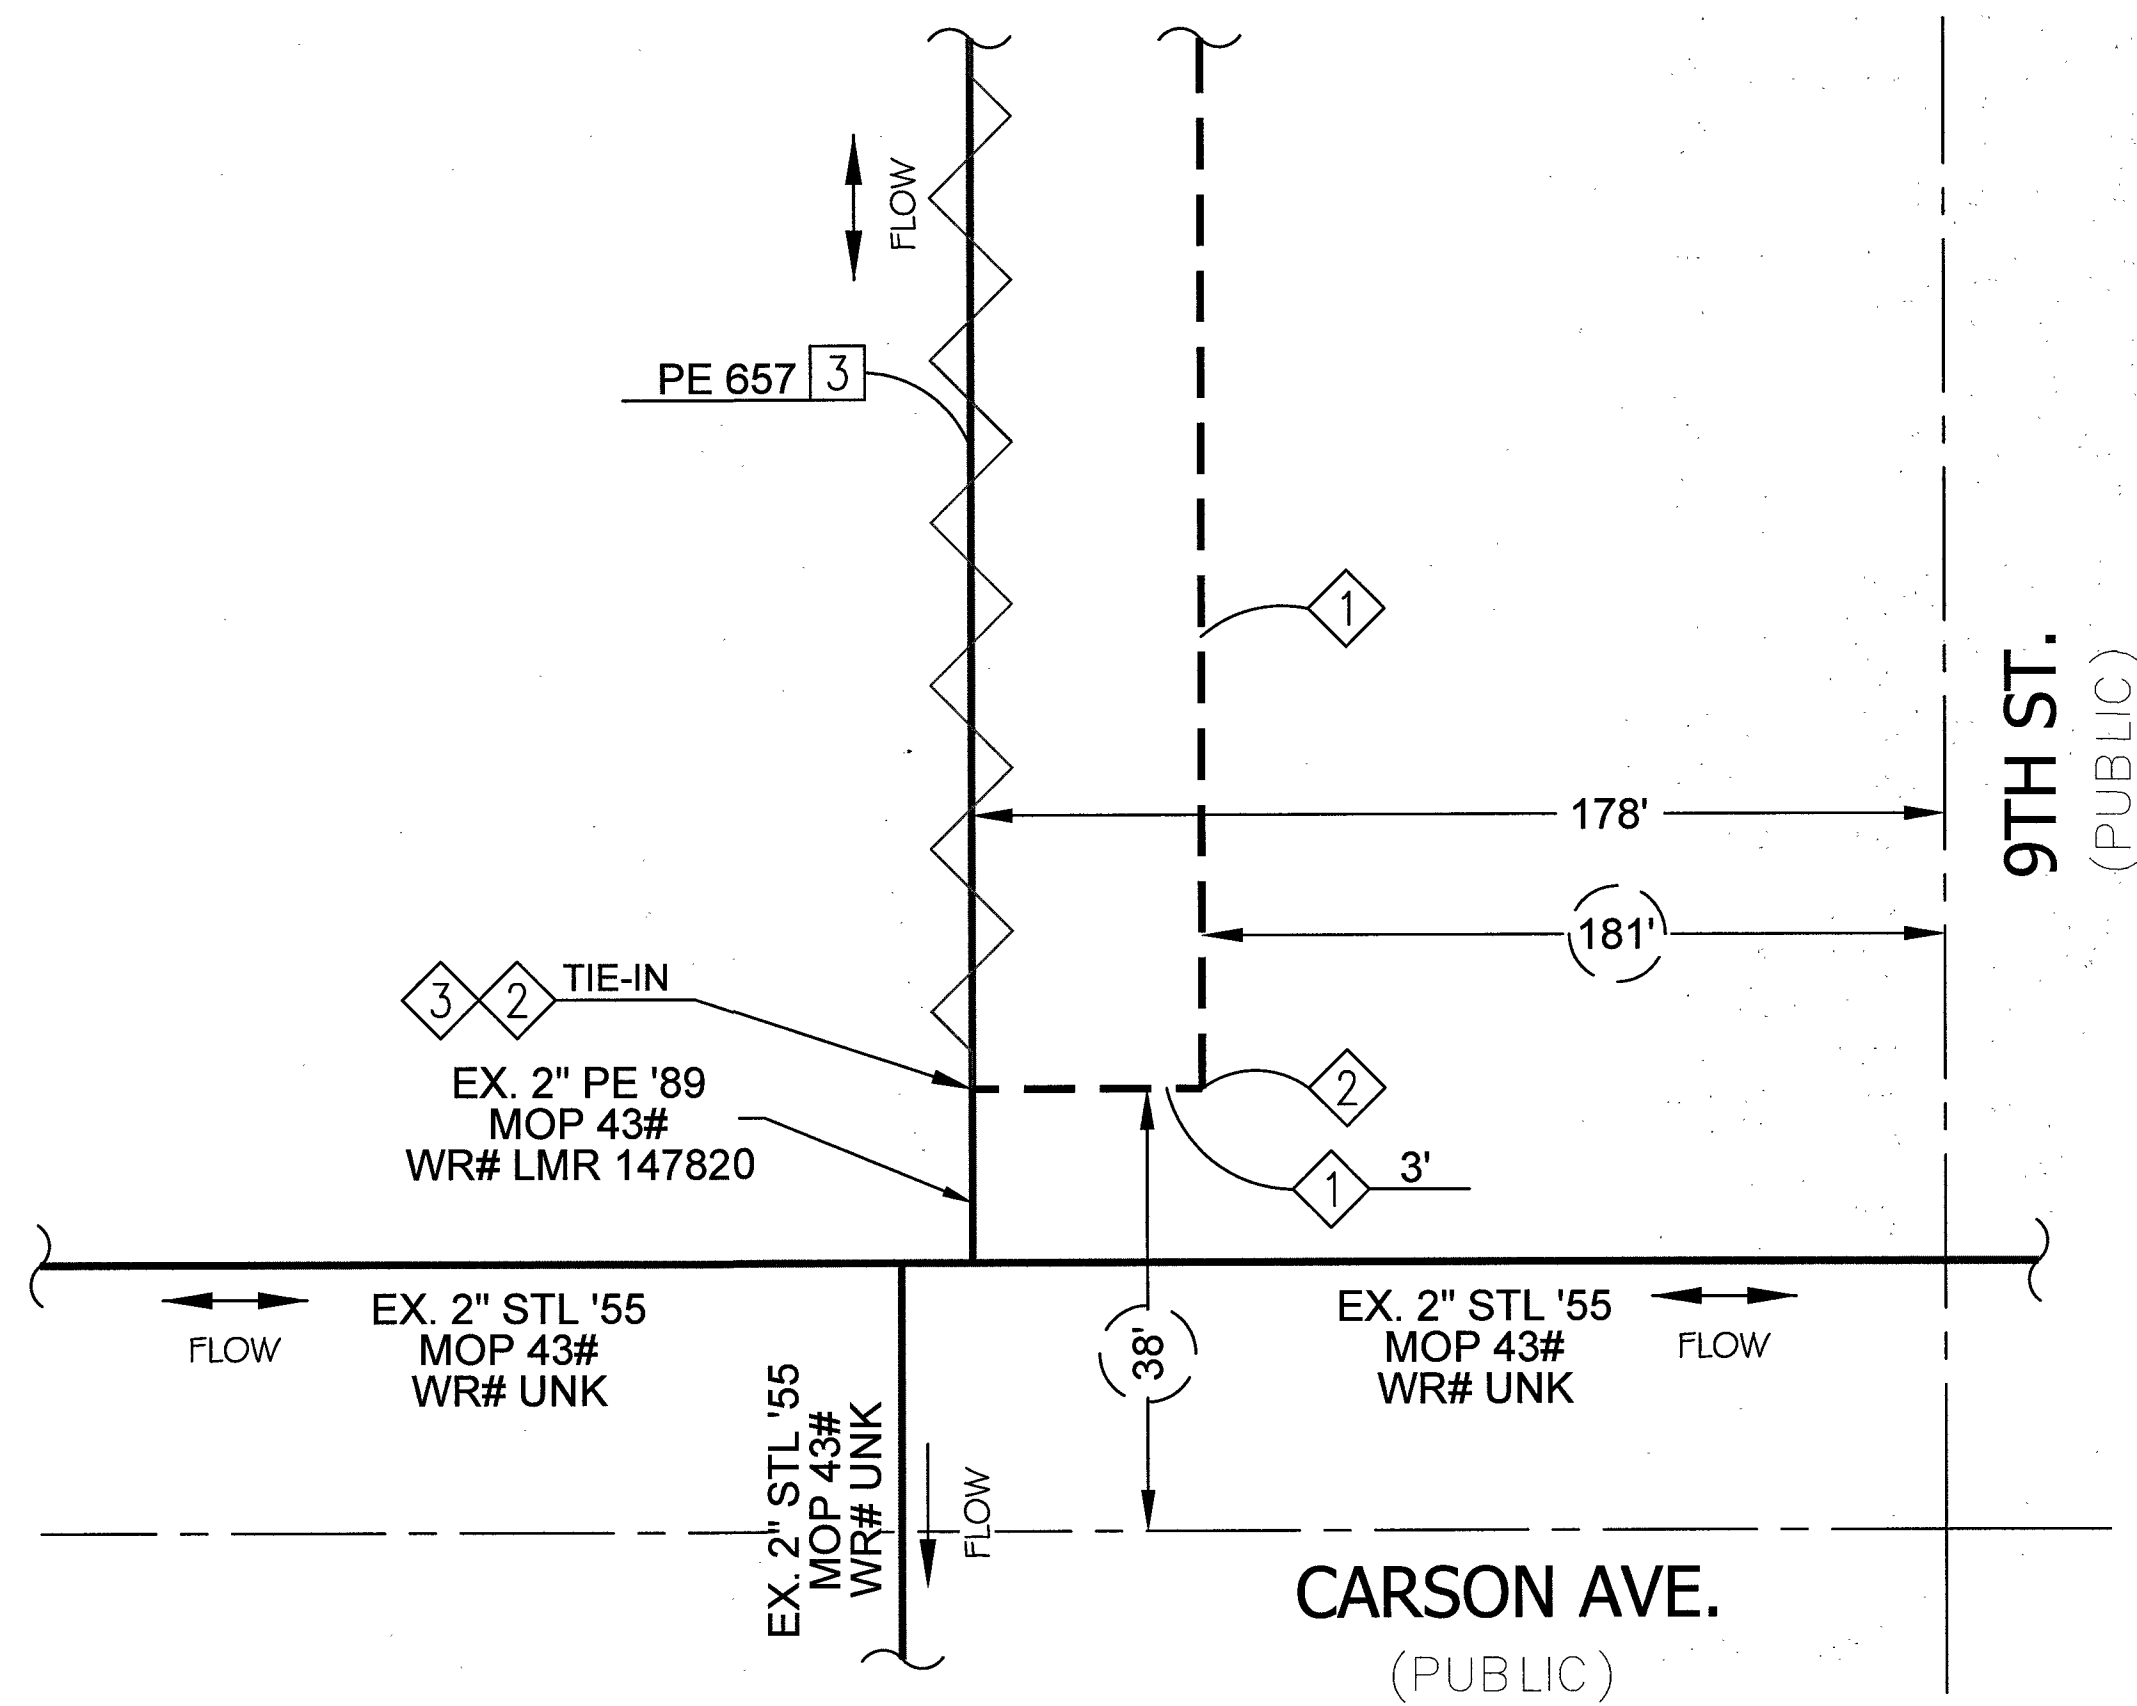 FLOW
PE 657 3
1
9TH ST.
(PUBLIC)
178'
181'
3 2 TIE-IN
EX. 2" PE '89
MOP 43#
WR# LMR 147820
2
1 3'
EX. 2" STL '55
MOP 43#
WR# UNK
FLOW
EX. 2" STL '55
MOP 43#
WR# UNK
FLOW
38'
EX. 2" STL '55
MOP 43#
WR# UNK
FLOW
CARSON AVE.
(PUBLIC)